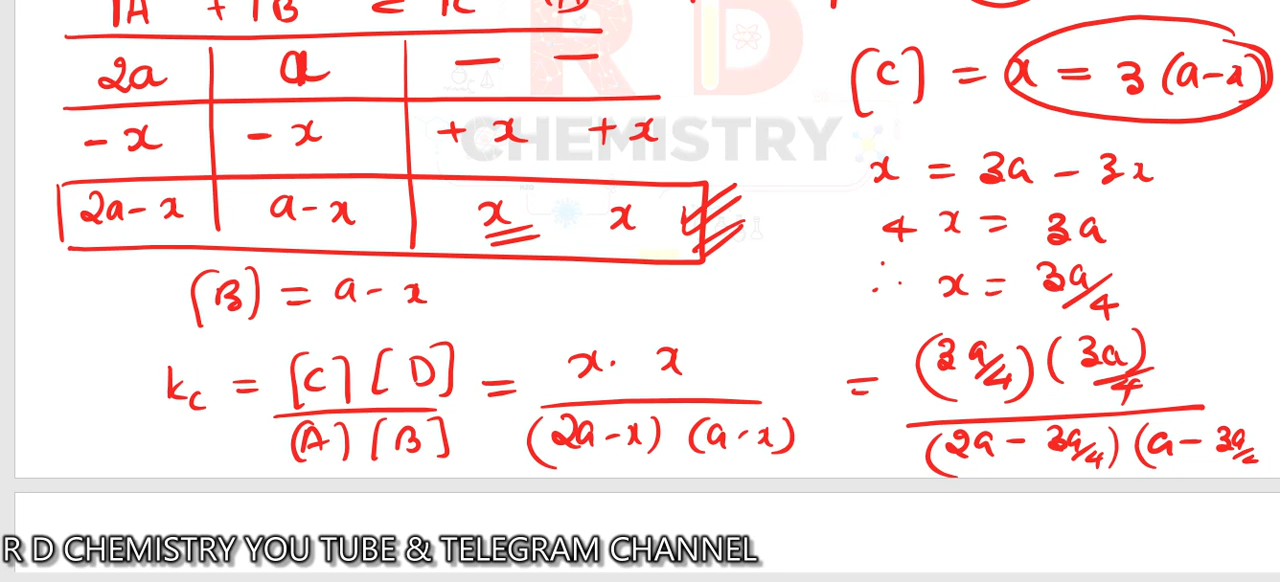 1A + 1B = 1C
2a a - -
- x - x + x + x
2a - x a - x x x
[B] = a - x
Kc = [C] [D] / (A) [B] = x . x / (2a - x) (a - x) = (3a/4) (3a/4) / (2a - 3a/4) (a - 3a/
[C] = x = 3 (a - x)
x = 3a - 3x
4 x = 3a
∴ x = 3a/4
R D
CHEMISTRY
R D CHEMISTRY YOU TUBE & TELEGRAM CHANNEL